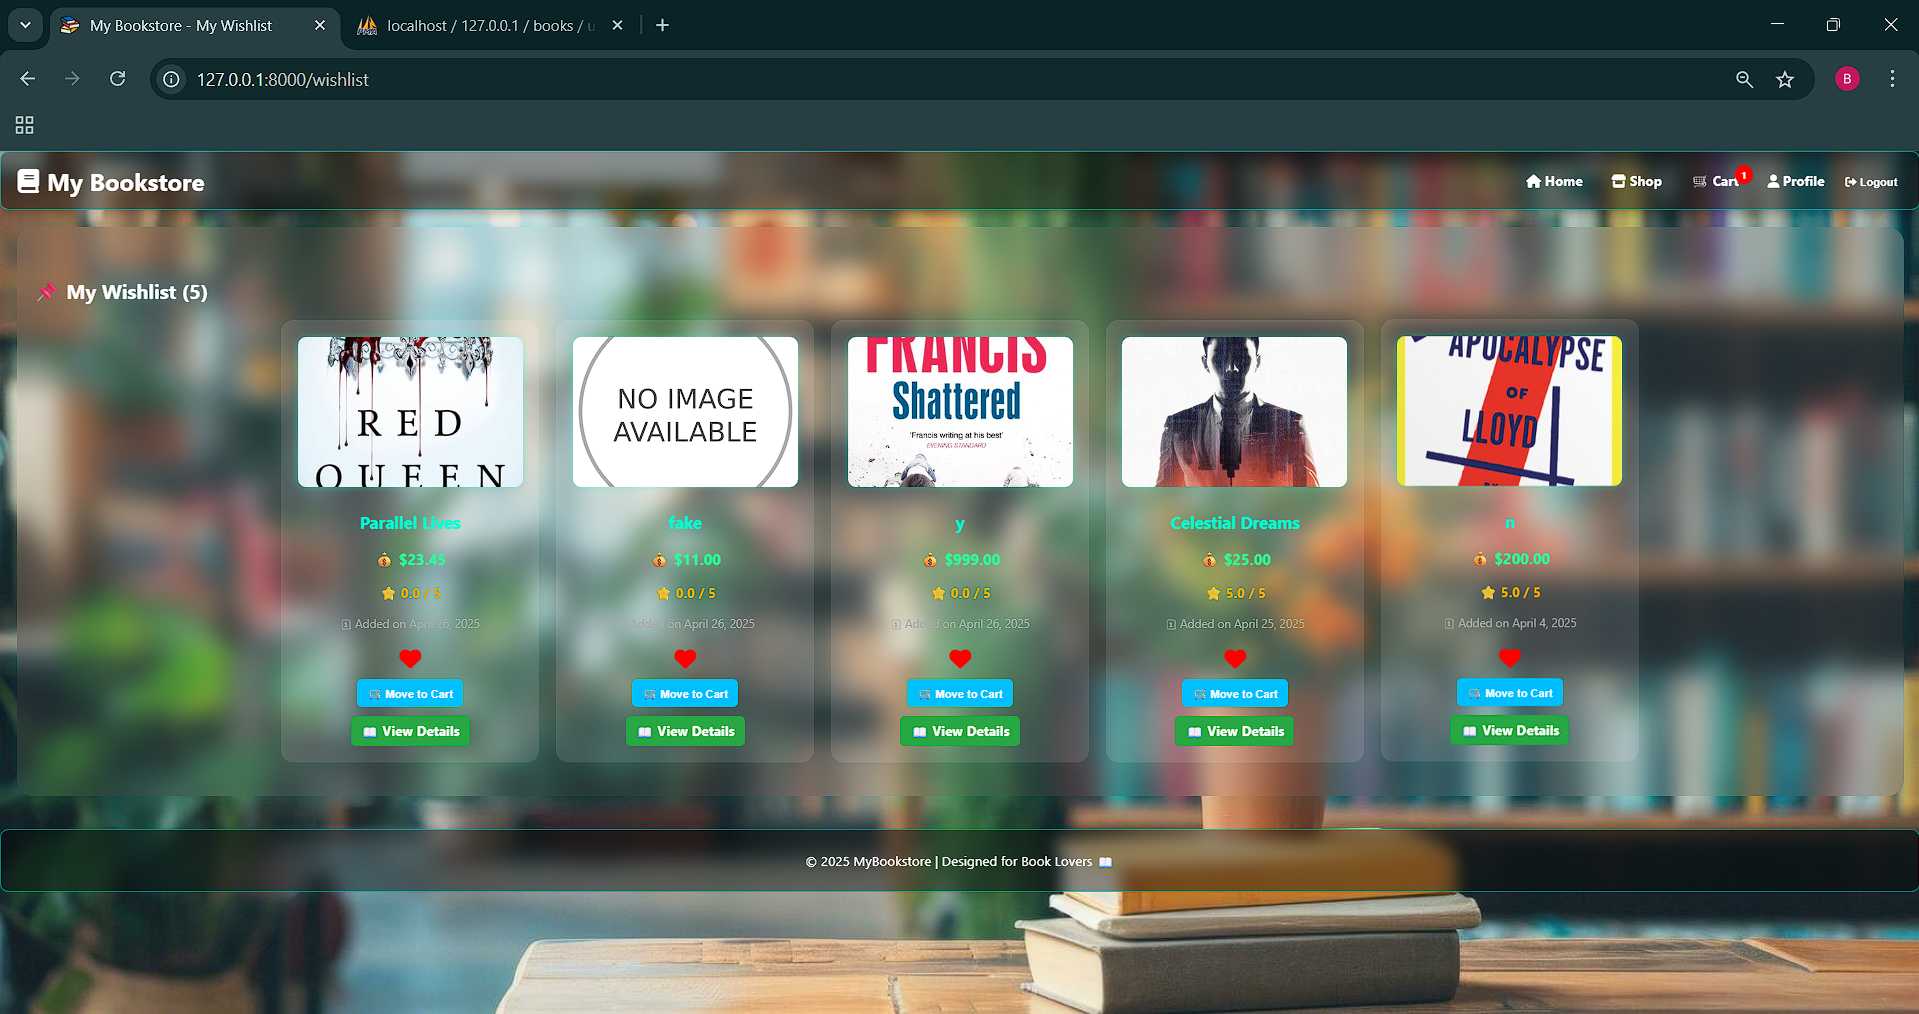 My Bookstore - My Wishlist
localhost / 127.0.0.1 / books / u
127.0.0.1:8000/wishlist
B
My Bookstore
Home
Shop
Cart
1
Profile
Logout
My Wishlist (5)
RED
QUEEN
Parallel Lives
$23.45
0.0 / 5
Added on April 26, 2025
Move to Cart
View Details
NO IMAGE
AVAILABLE
fake
$11.00
0.0 / 5
Added on April 26, 2025
Move to Cart
View Details
FRANCIS
Shattered
'Francis writing at his best'
EVENING STANDARD
y
$999.00
0.0 / 5
Added on April 26, 2025
Move to Cart
View Details
Celestial Dreams
$25.00
5.0 / 5
Added on April 25, 2025
Move to Cart
View Details
APOCALYPSE
OF
LLOYD
n
$200.00
5.0 / 5
Added on April 4, 2025
Move to Cart
View Details
© 2025 MyBookstore | Designed for Book Lovers